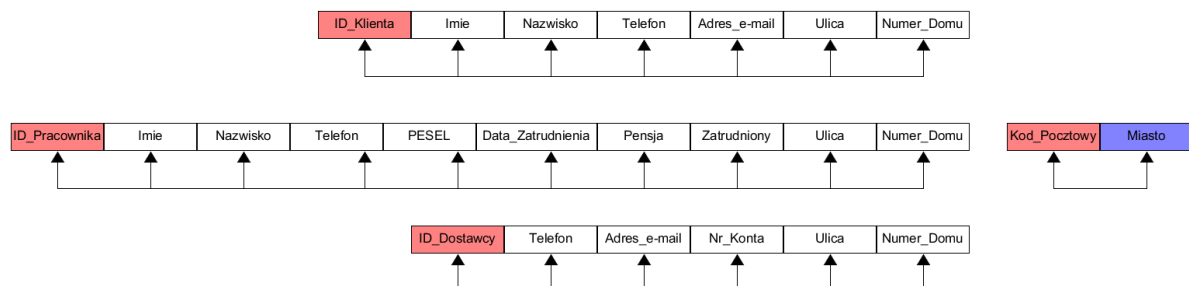 ID_Klienta Imie Nazwisko Telefon Adres_e-mail Ulica Numer_Domu
ID_Pracownika Imie Nazwisko Telefon PESEL Data_Zatrudnienia Pensja Zatrudniony Ulica Numer_Domu
Kod_Pocztowy Miasto
ID_Dostawcy Telefon Adres_e-mail Nr_Konta Ulica Numer_Domu